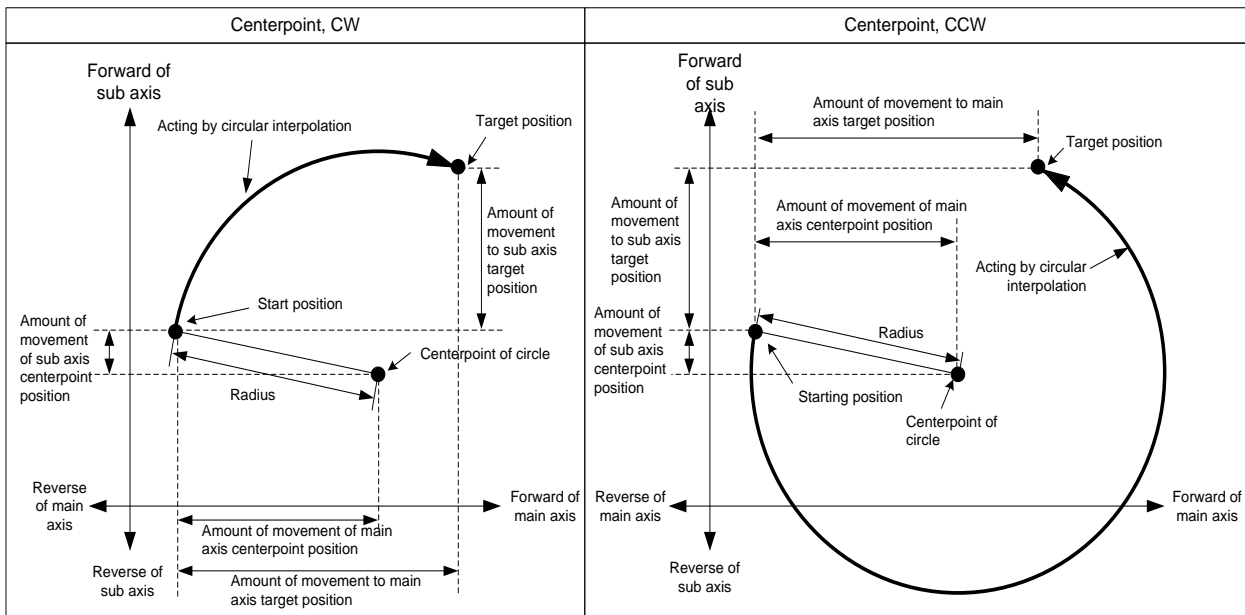 Centerpoint, CW
Forward of
sub axis
Acting by circular interpolation
Target position
Amount of
movement
to sub axis
target
position
Start position
Amount of
movement
of sub axis
centerpoint
position
Centerpoint of circle
Radius
Reverse
of main
axis
Forward of
main axis
Amount of movement of main
axis centerpoint position
Reverse of
sub axis
Amount of movement to main
axis target position
Centerpoint, CCW
Forward
of sub
axis
Amount of movement to main
axis target position
Target position
Amount of
movement
to sub axis
target
position
Amount of movement of main
axis centerpoint position
Acting by circular
interpolation
Amount of
movement
of sub axis
centerpoint
position
Radius
Starting position
Centerpoint of
circle
Reverse of
main axis
Forward of
main axis
Reverse of
sub axis